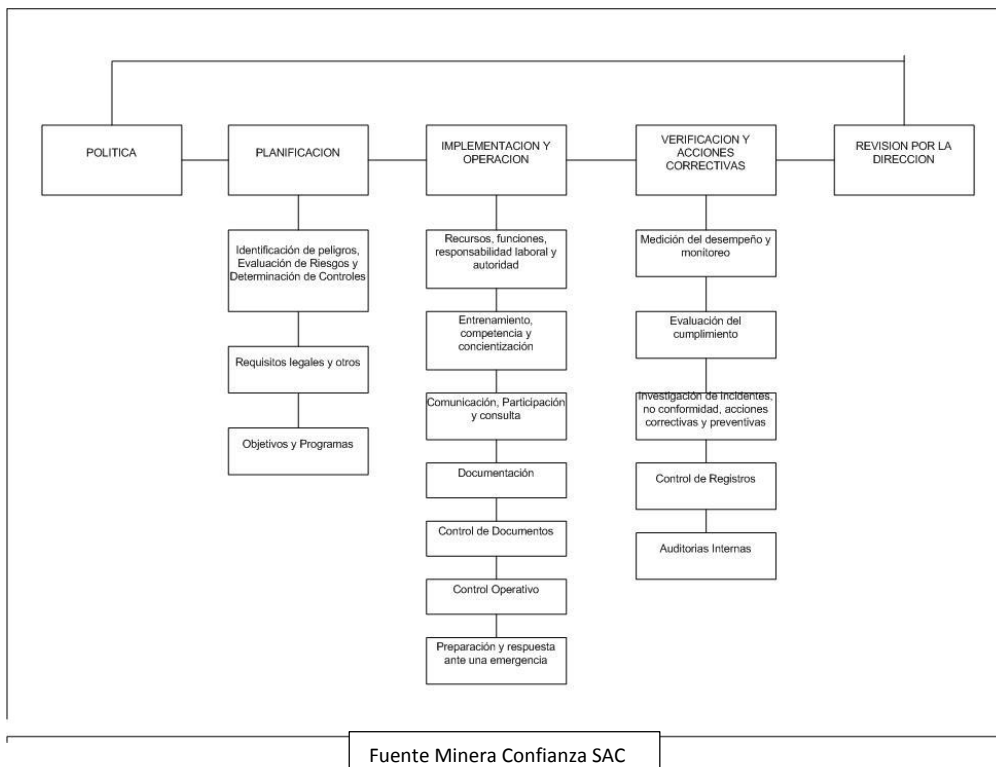 POLITICA
PLANIFICACION
IMPLEMENTACION Y
OPERACION
VERIFICACION Y
ACCIONES
CORRECTIVAS
REVISION POR LA
DIRECCION
Identificación de peligros,
Evaluación de Riesgos y
Determinación de Controles
Requisitos legales y otros
Objetivos y Programas
Recursos, funciones,
responsabilidad laboral y
autoridad
Entrenamiento,
competencia y
concientización
Comunicación, Participación
y consulta
Documentación
Control de Documentos
Control Operativo
Preparación y respuesta
ante una emergencia
Medición del desempeño y
monitoreo
Evaluación del
cumplimiento
Investigación de Incidentes,
no conformidad, acciones
correctivas y preventivas
Control de Registros
Auditorias Internas
Fuente Minera Confianza SAC